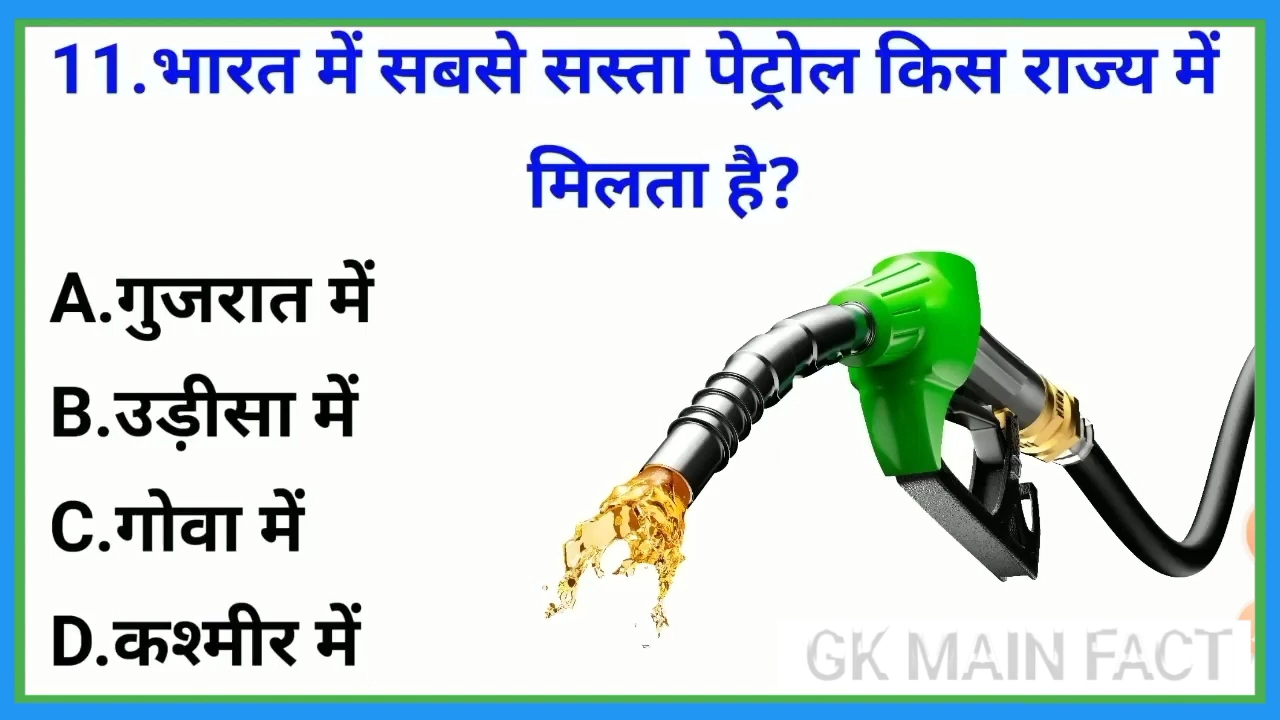 11.भारत में सबसे सस्ता पेट्रोल किस राज्य में
मिलता है?
A.गुजरात में
B.उड़ीसा में
C.गोवा में
D.कश्मीर में
GK MAIN FACT